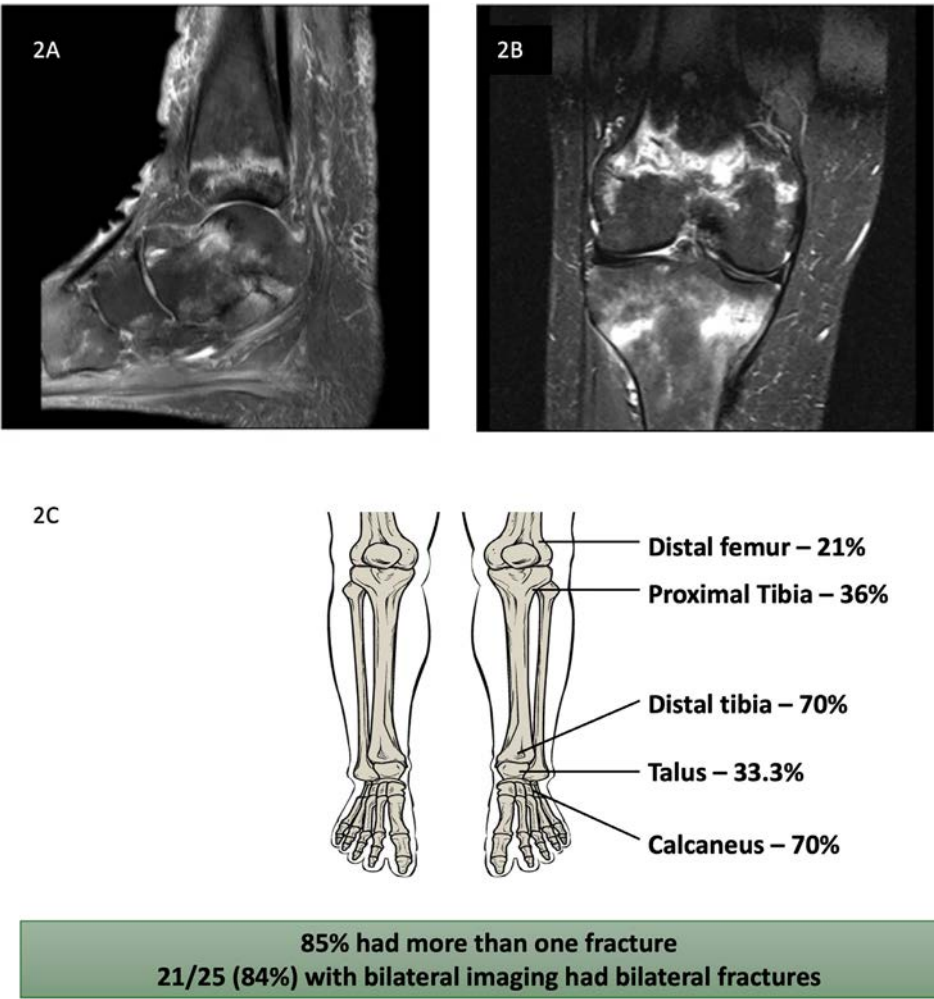 2A
2B
2C
Distal femur – 21%
Proximal Tibia – 36%
Distal tibia – 70%
Talus – 33.3%
Calcaneus – 70%
85% had more than one fracture
21/25 (84%) with bilateral imaging had bilateral fractures